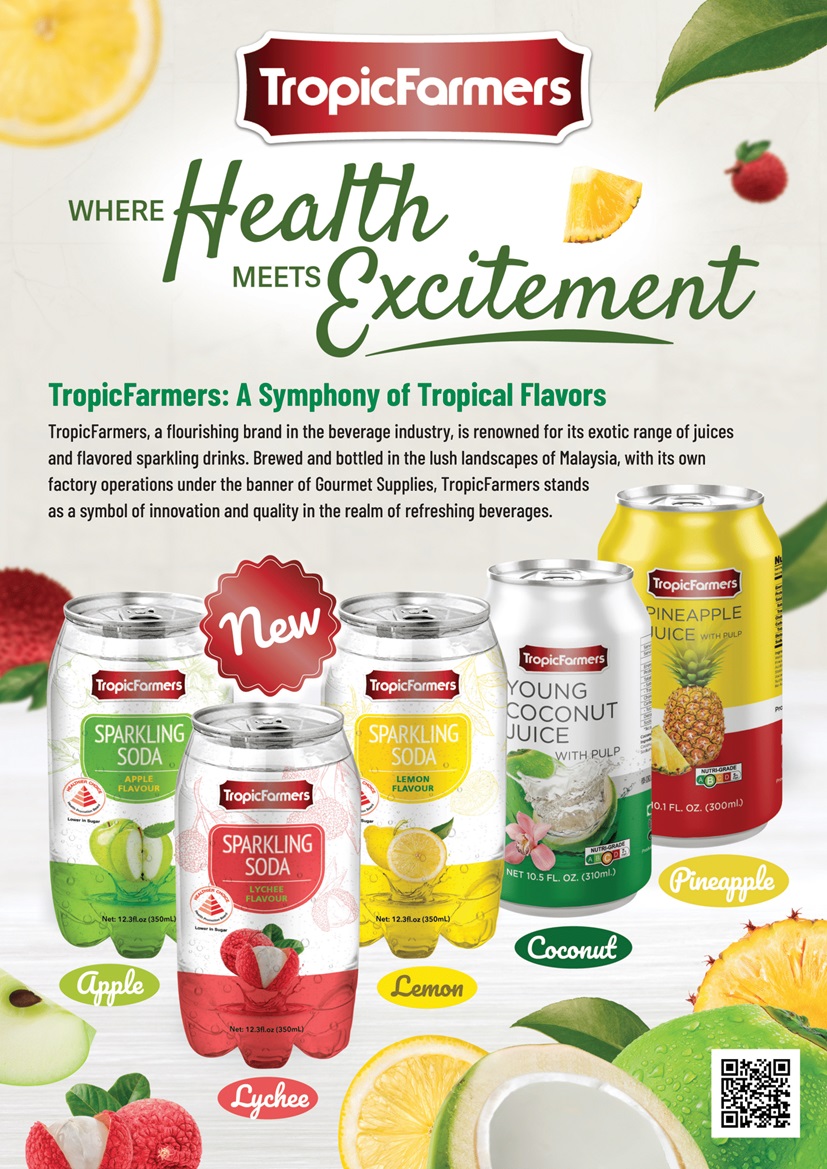 TropicFarmers
WHERE Health
MEETS Excitement
TropicFarmers: A Symphony of Tropical Flavors
TropicFarmers, a flourishing brand in the beverage industry, is renowned for its exotic range of juices
and flavored sparkling drinks. Brewed and bottled in the lush landscapes of Malaysia, with its own
factory operations under the banner of Gourmet Supplies, TropicFarmers stands
as a symbol of innovation and quality in the realm of refreshing beverages.
New
TropicFarmers
SPARKLING
SODA
APPLE
FLAVOUR
HEALTHIER CHOICE
Lower in Sugar
Net: 12.3fl.oz (350mL)
Apple
TropicFarmers
SPARKLING
SODA
LYCHEE
FLAVOUR
HEALTHIER CHOICE
Lower in Sugar
Net: 12.3fl.oz (350mL)
Lychee
TropicFarmers
SPARKLING
SODA
LEMON
FLAVOUR
Net: 12.3fl.oz (350mL)
Lemon
TropicFarmers
YOUNG
COCONUT
JUICE
WITH PULP
NUTRI-GRADE
A B C D
NET 10.5 FL. OZ. (310mL)
Coconut
TropicFarmers
PINEAPPLE
JUICE WITH PULP
NUTRI-GRADE
A B C D
10.1 FL. OZ. (300mL)
Pineapple